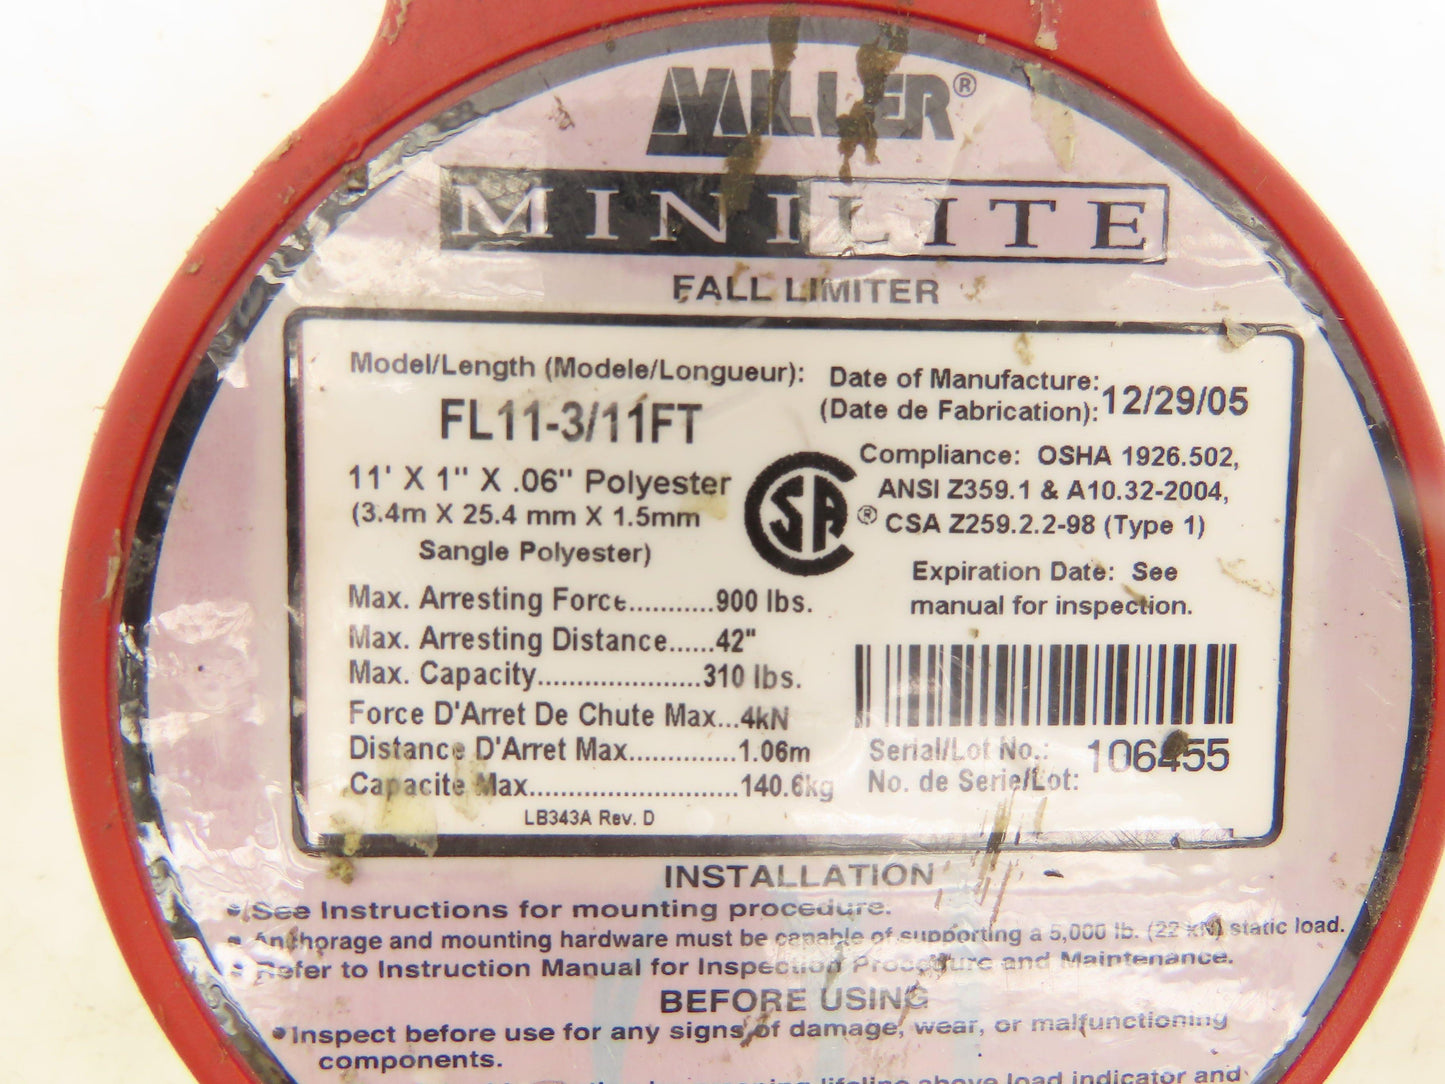 MILLER®
MINILITE
FALL LIMITER
Model/Length (Modele/Longueur):
FL11-3/11FT
11' X 1" X .06" Polyester
(3.4m X 25.4 mm X 1.5mm
Sangle Polyester)
Max. Arresting Force...........900 lbs.
Max. Arresting Distance......42"
Max. Capacity......................310 lbs.
Force D'Arret De Chute Max...4kN
Distance D'Arret Max..............1.06m
Capacite Max...........................140.6kg
LB343A Rev. D
Date of Manufacture:
(Date de Fabrication):
12/29/05
Compliance: OSHA 1926.502,
ANSI Z359.1 & A10.32-2004,
CSA ® CSA Z259.2.2-98 (Type 1)
Expiration Date: See
manual for inspection.
Serial/Lot No.: 106455
No. de Serie/Lot:
INSTALLATION
• See Instructions for mounting procedure.
• Anchorage and mounting hardware must be capable of supporting a 5,000 lb. (22 kN) static load.
• Refer to Instruction Manual for Inspection Procedure and Maintenance.
BEFORE USING
• Inspect before use for any signs of damage, wear, or malfunctioning
components.
lifeline above load indicator and